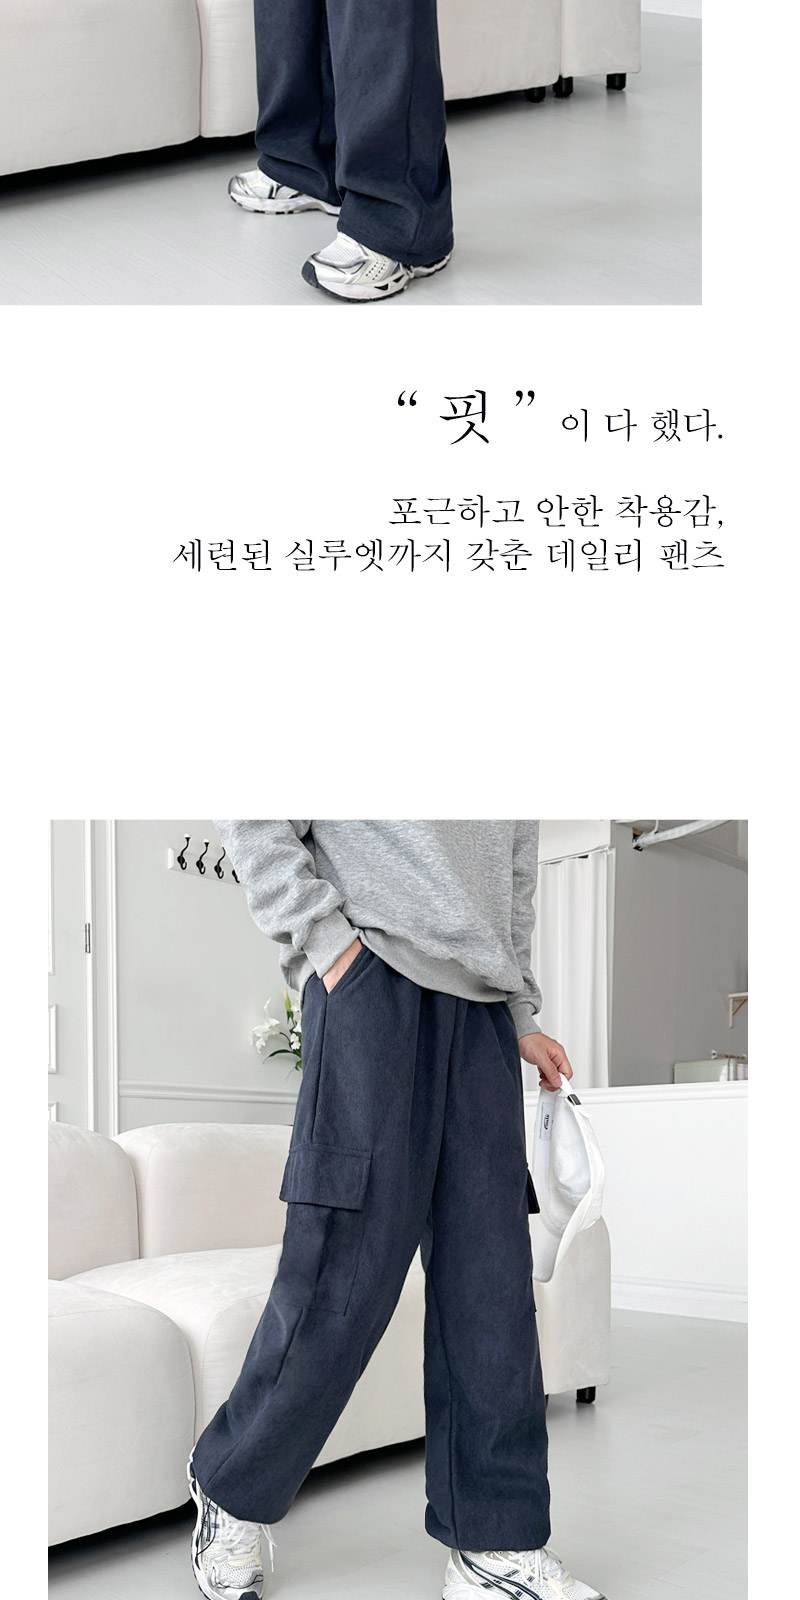 “ 핏 ” 이 다 했다.
포근하고 안한 착용감,
세련된 실루엣까지 갖춘 데일리 팬츠